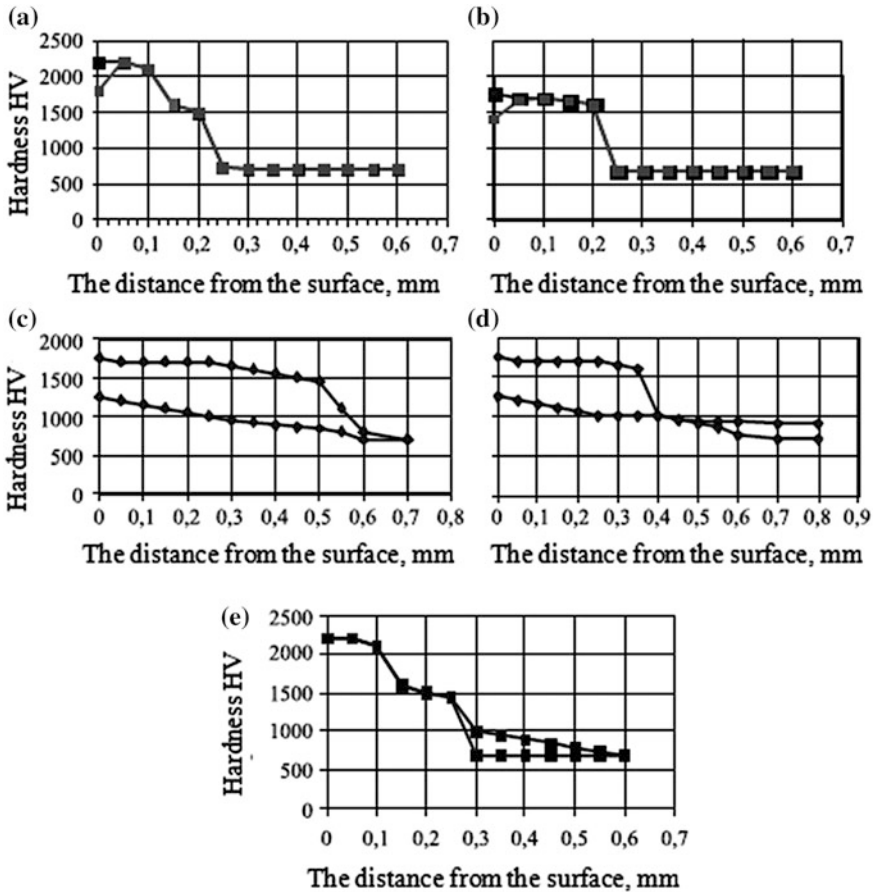 (a)
2500
2000
1500
1000
500
0
Hardness HV
0 0,1 0,2 0,3 0,4 0,5 0,6 0,7
The distance from the surface, mm
(b)
0 0,1 0,2 0,3 0,4 0,5 0,6 0,7
The distance from the surface, mm
(c)
2000
1500
1000
500
0
Hardness HV
0 0,1 0,2 0,3 0,4 0,5 0,6 0,7 0,8
The distance from the surface, mm
(d)
0 0,1 0,2 0,3 0,4 0,5 0,6 0,7 0,8 0,9
The distance from the surface, mm
(e)
2500
2000
1500
1000
500
0
Hardness HV
0 0,1 0,2 0,3 0,4 0,5 0,6 0,7
The distance from the surface, mm